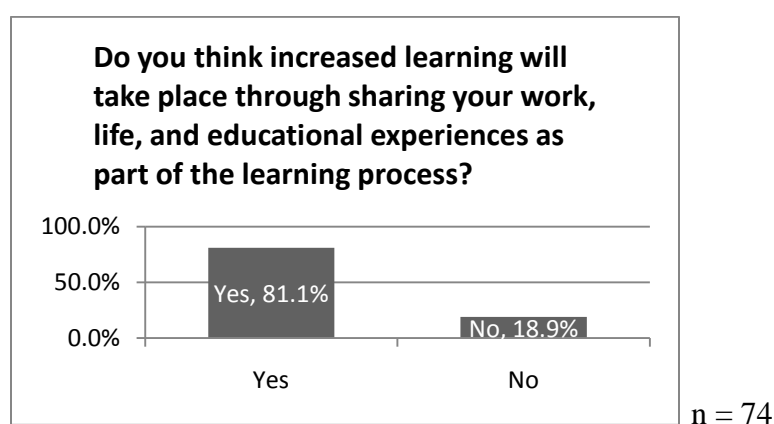 Do you think increased learning will
take place through sharing your work,
life, and educational experiences as
part of the learning process?
100.0%
50.0%
0.0%
Yes, 81.1%
No, 18.9%
Yes
No
n = 74